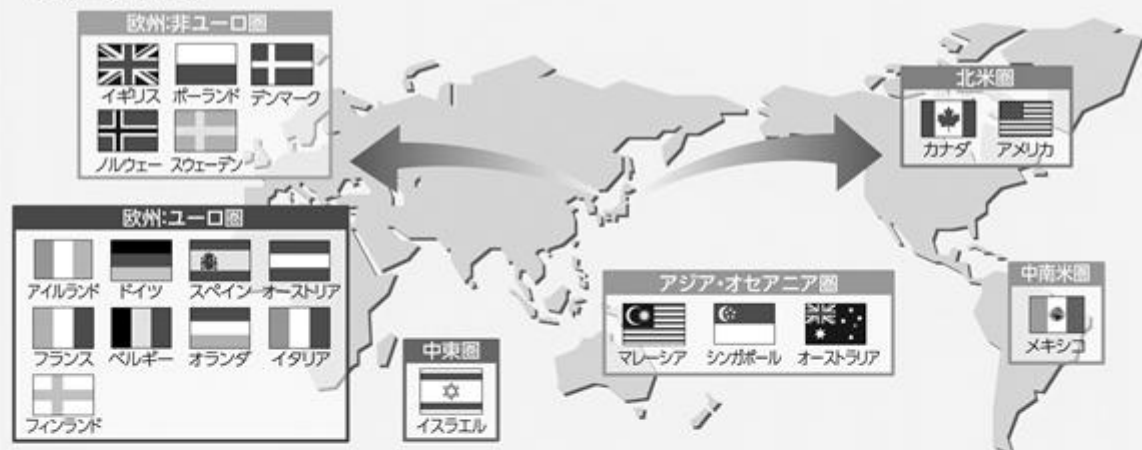 欧州:非ユーロ圏
イギリス ポーランド デンマーク
ノルウェー スウェーデン
欧州:ユーロ圏
アイルランド ドイツ スペイン オーストリア
フランス ベルギー オランダ イタリア
フィンランド
中東圏
イスラエル
アジア・オセアニア圏
マレーシア シンガポール オーストラリア
北米圏
カナダ アメリカ
中南米圏
メキシコ